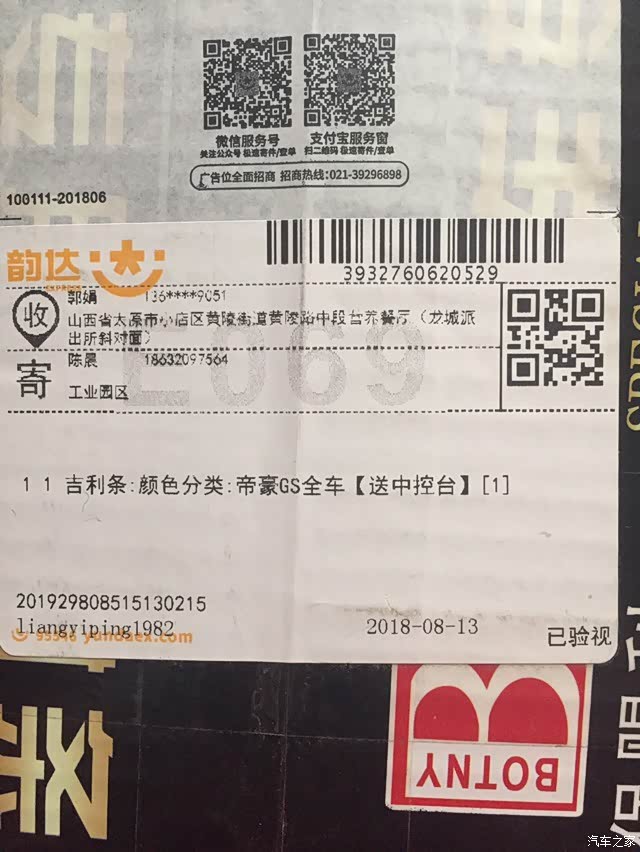 微信服务号
关注公众号 极速寄件/查单
支付宝服务窗
扫二维码 极速寄件/查单
广告位全面招商 招商热线:021-39296898
100111-201806
韵达
EXPRESS
3932760620529
收
郭娟 136****9051
山西省太原市小店区黄陵街道黄陵路中段营养餐厅（龙城派
出所斜对面）
寄
陈晨 18632097564
工业园区
E069
SPECIA
1 1 吉利条:颜色分类:帝豪GS全车【送中控台】[1]
201929808515130215
liangyiping1982
95546 yundaex.com
2018-08-13
已验视
BOTNY
汽车之家